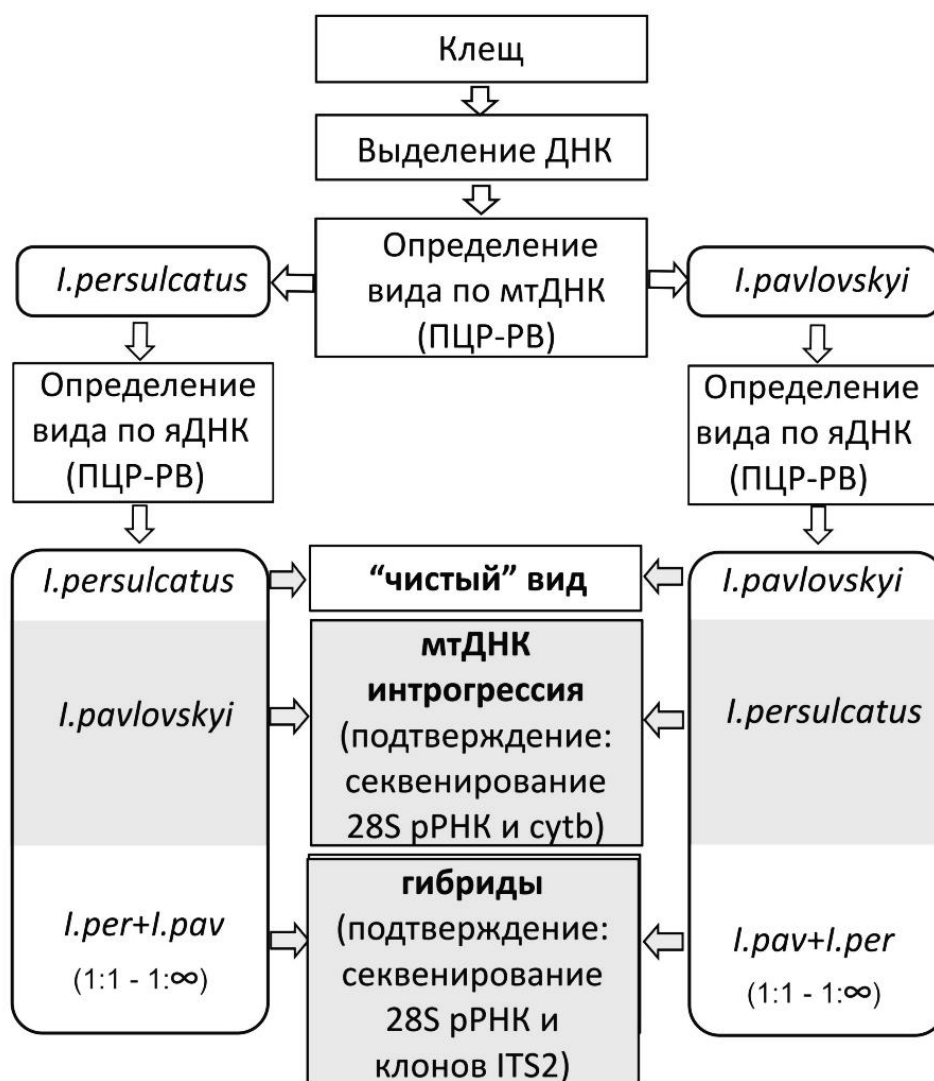 Клещ
Выделение ДНК
Определение
вида по мтДНК
(ПЦР-РВ)
I.persulcatus
I.pavlovskyi
Определение
вида по яДНК
(ПЦР-РВ)
Определение
вида по яДНК
(ПЦР-РВ)
I.persulcatus
“чистый” вид
I.pavlovskyi
I.pavlovskyi
мтДНК
интрогрессия
(подтверждение:
секвенирование
28S рРНК и cytb)
I.persulcatus
I.per+I.pav
(1:1 - 1:∞)
гибриды
(подтверждение:
секвенирование
28S рРНК и
клонов ITS2)
I.pav+I.per
(1:1 - 1:∞)